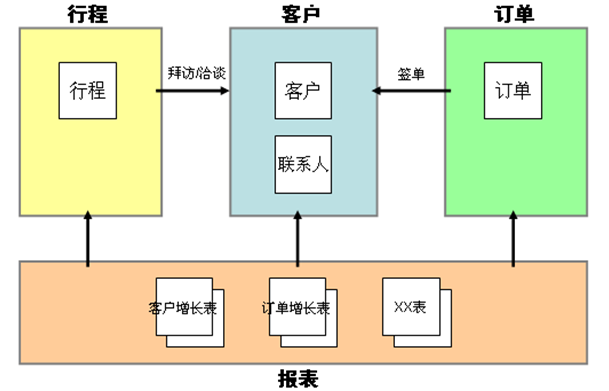 行程
客户
订单
行程
拜访/洽谈
客户
签单
订单
联系人
客户增长表
订单增长表
XX表
报表